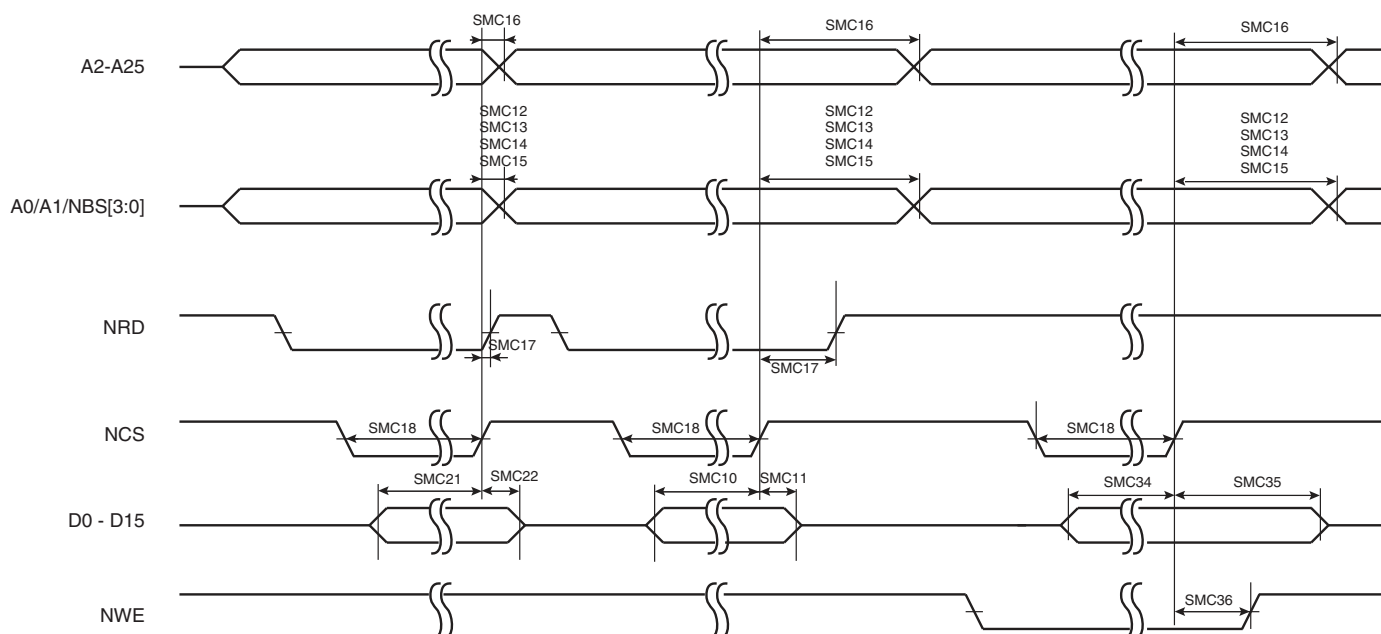 SMC16
SMC16
SMC16
A2-A25
SMC12
SMC13
SMC14
SMC15
SMC12
SMC13
SMC14
SMC15
SMC12
SMC13
SMC14
SMC15
A0/A1/NBS[3:0]
NRD
SMC17
SMC17
NCS
SMC18
SMC18
SMC18
SMC21
SMC22
SMC10
SMC11
SMC34
SMC35
D0 - D15
NWE
SMC36